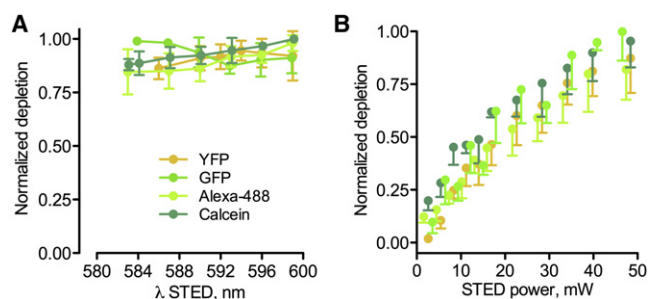 A
Normalized depletion
1.00
0.75
0.50
0.25
0.00
YFP
GFP
Alexa-488
Calcein
580 584 588 592 596 600
λ STED, nm
B
Normalized depletion
1.00
0.75
0.50
0.25
0.00
0 10 20 30 40 50
STED power, mW